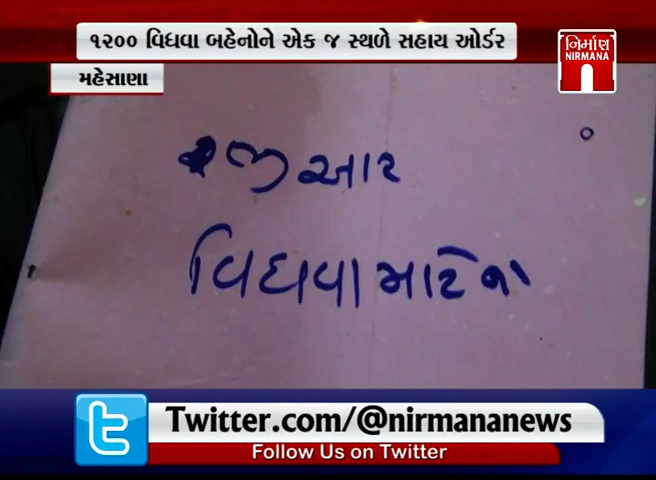 ૧૨૦૦ વિધવા બહેનોને એક જ સ્થળે સહાય ઓર્ડર
નિર્માણ
NIRMANA
મહેસાણા
આર
વિધવા માટેના
Twitter.com/@nirmananews
Follow Us on Twitter